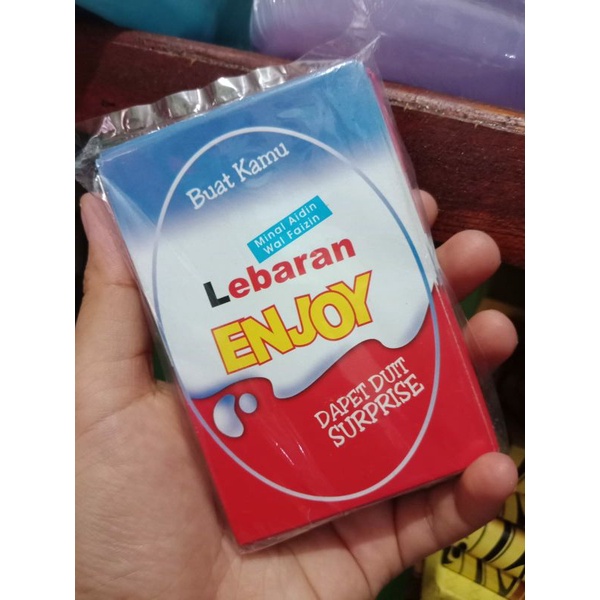 Buat Kamu
Minal Aidin
Wal Faizin
Lebaran
ENJOY
DAPET DUIT
SURPRISE